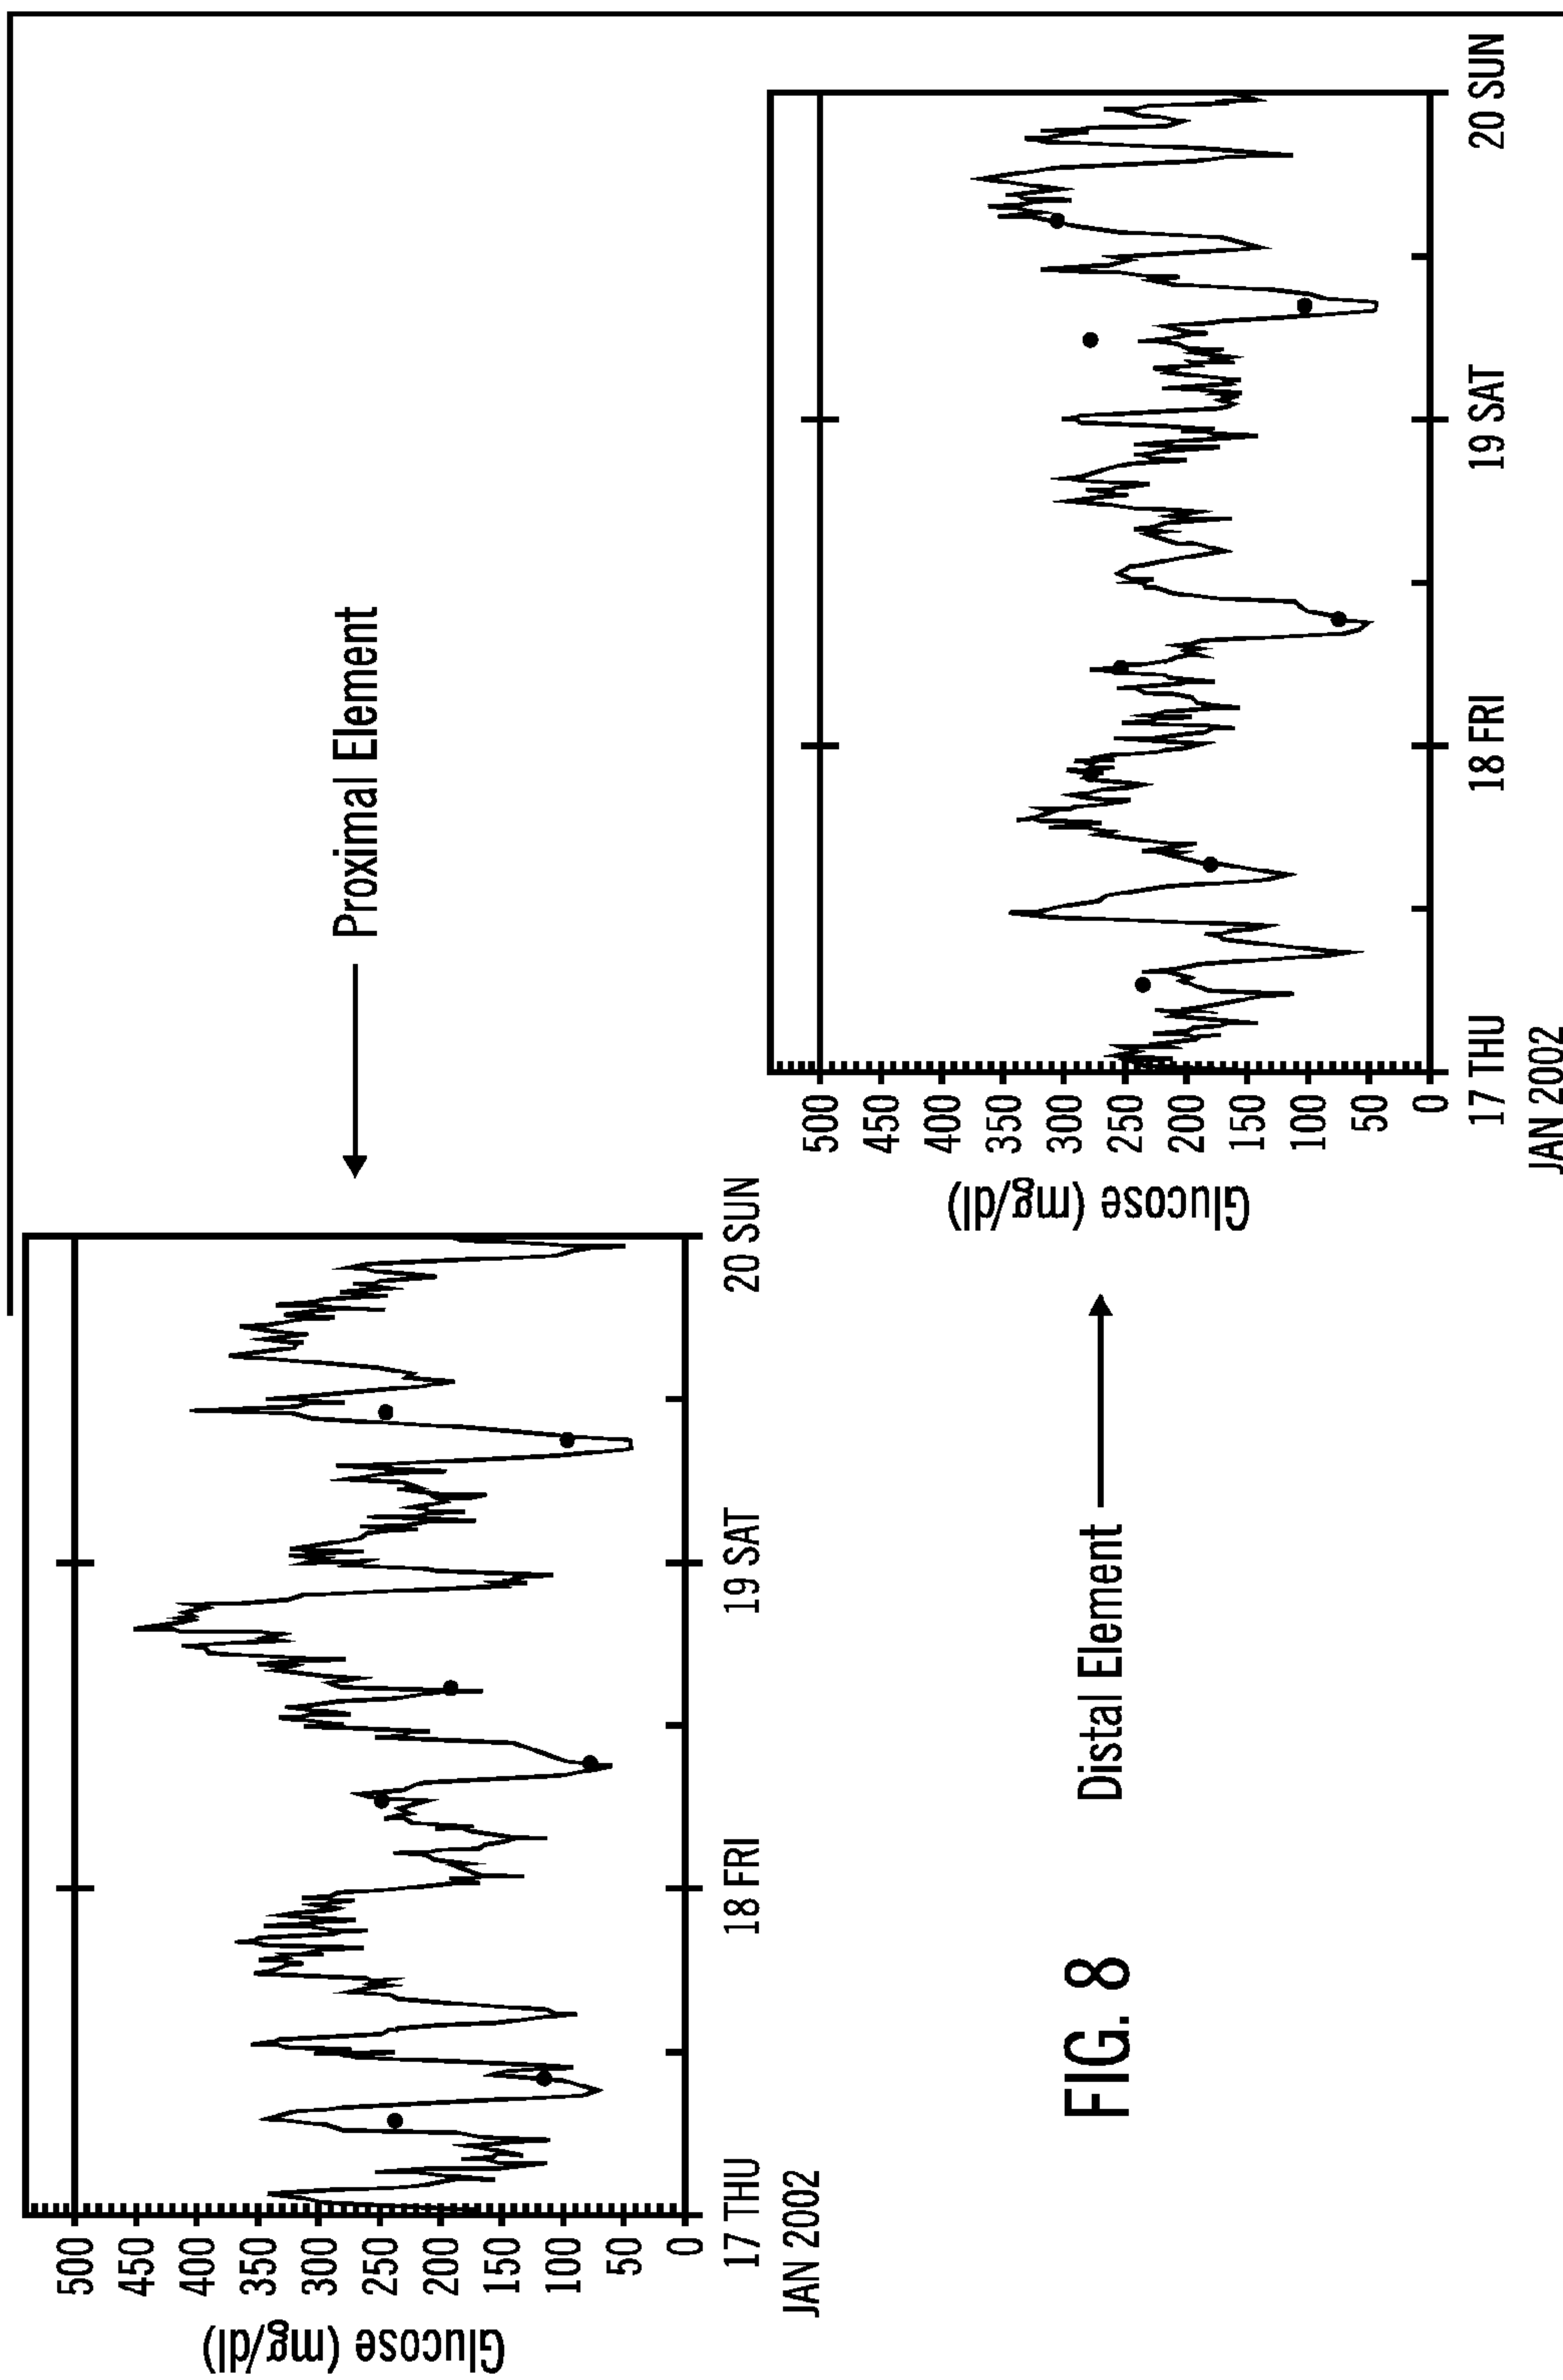 Glucose (mg/dl)
500
450
400
350
300
250
200
150
100
50
0
17 THU
18 FRI
19 SAT
20 SUN
JAN 2002
Proximal Element
FIG. 8
Distal Element
Glucose (mg/dl)
500
450
400
350
300
250
200
150
100
50
0
17 THU
18 FRI
19 SAT
20 SUN
JAN 2002